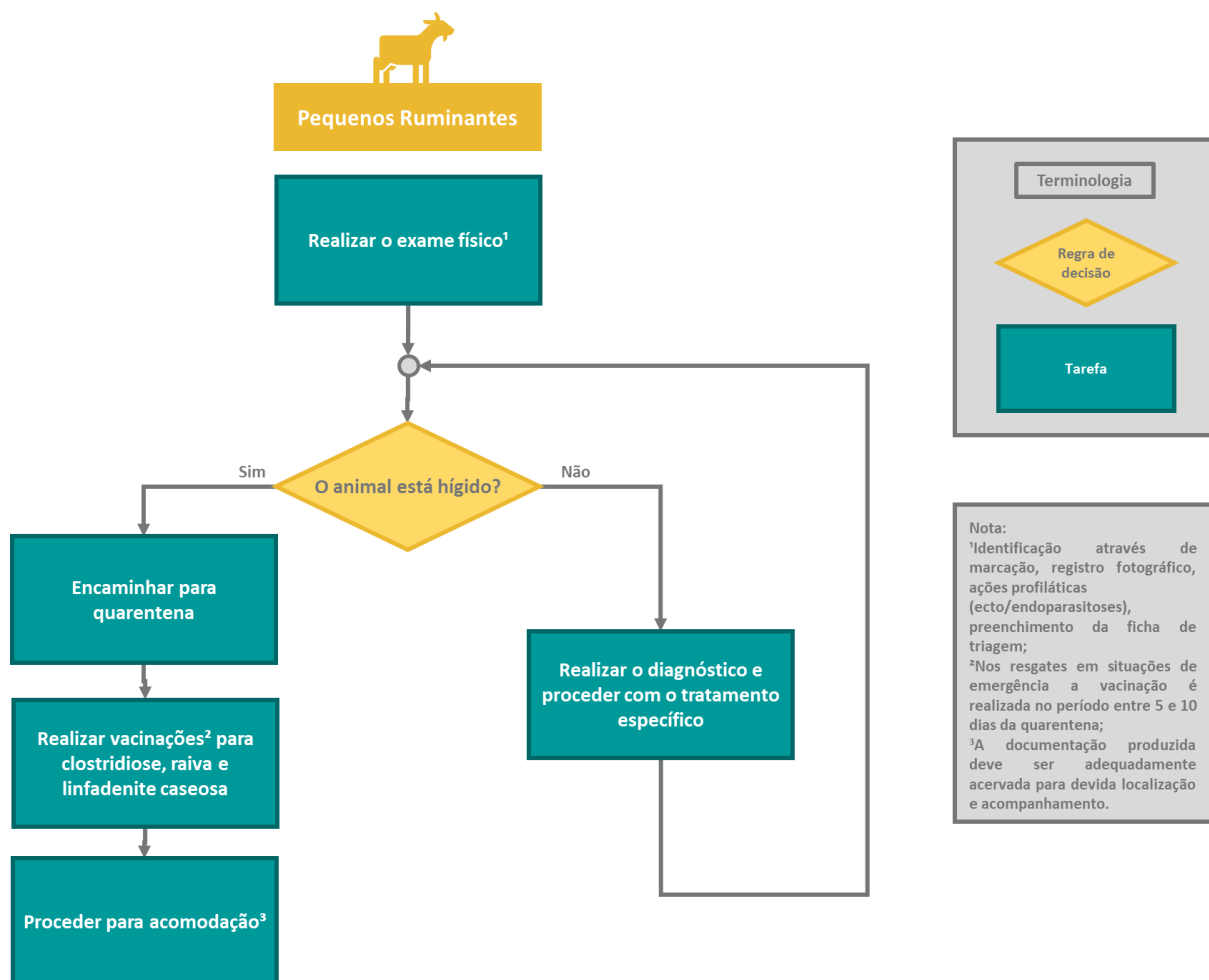 Pequenos Ruminantes
Realizar o exame físico¹
O animal está hígido?
Sim
Não
Encaminhar para
quarentena
Realizar vacinações² para
clostridiose, raiva e
linfadenite caseosa
Proceder para acomodação³
Realizar o diagnóstico e
proceder com o tratamento
específico
Terminologia
Regra de
decisão
Tarefa
Nota:
¹Identificação através de
marcação, registro fotográfico,
ações profiláticas
(ecto/endoparasitoses),
preenchimento da ficha de
triagem;
²Nos resgates em situações de
emergência a vacinação é
realizada no período entre 5 e 10
dias da quarentena;
³A documentação produzida
deve ser adequadamente
acervada para devida localização
e acompanhamento.